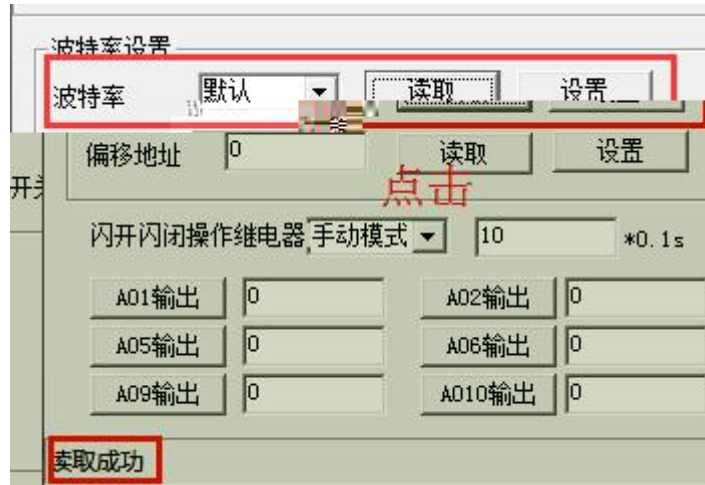 波特率设置
波特率 默认 读取 设置
偏移地址 0 读取 设置
点击
闪开闪闭操作继电器 手动模式 10 *0.1s
A01输出 0 A02输出 0
A05输出 0 A06输出 0
A09输出 0 A010输出 0
读取成功